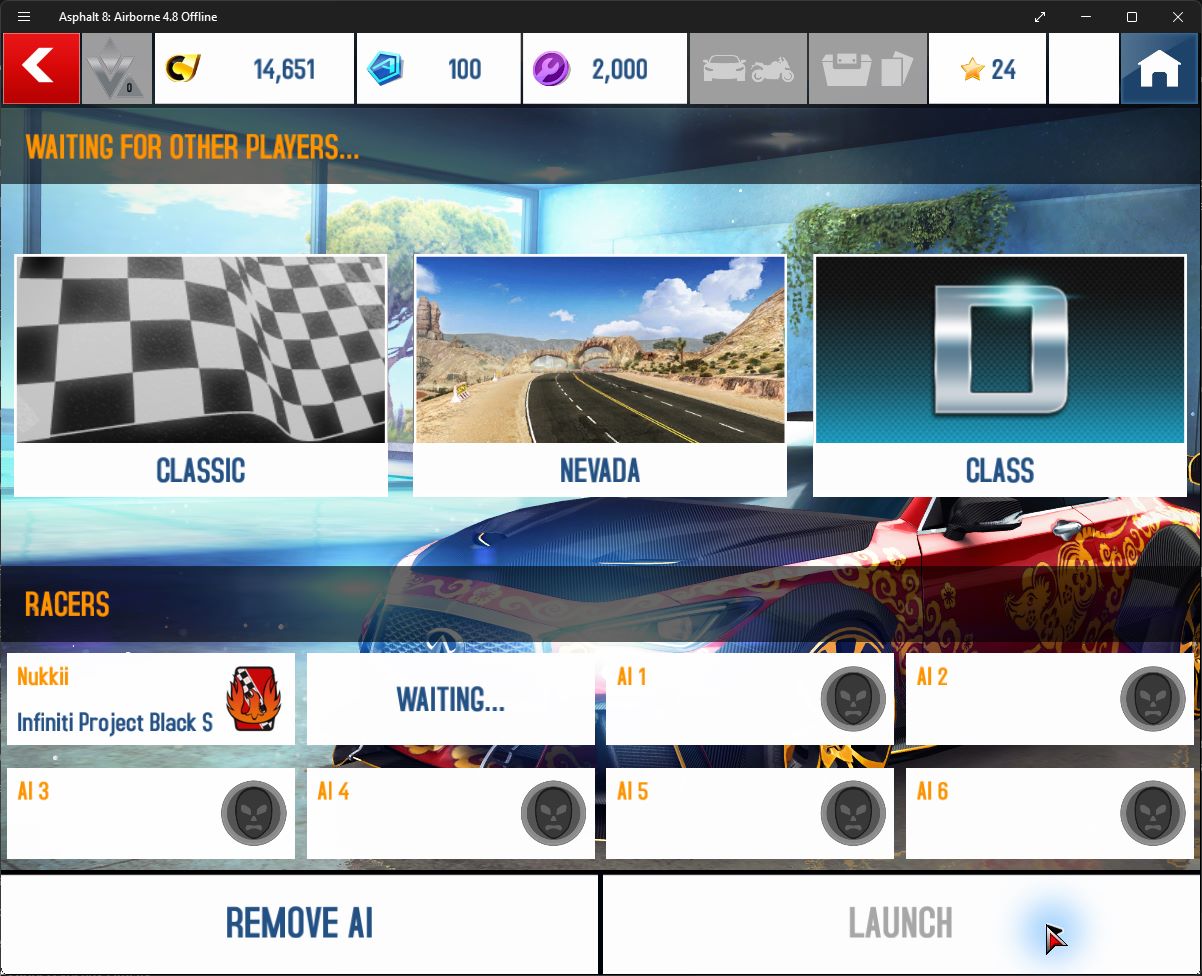 Asphalt 8: Airborne 4.8 Offline
0
14,651
100
2,000
24
WAITING FOR OTHER PLAYERS...
CLASSIC
NEVADA
D
CLASS
RACERS
Nukkii
Infiniti Project Black S
WAITING...
AI 1
AI 2
AI 3
AI 4
AI 5
AI 6
REMOVE AI
LAUNCH